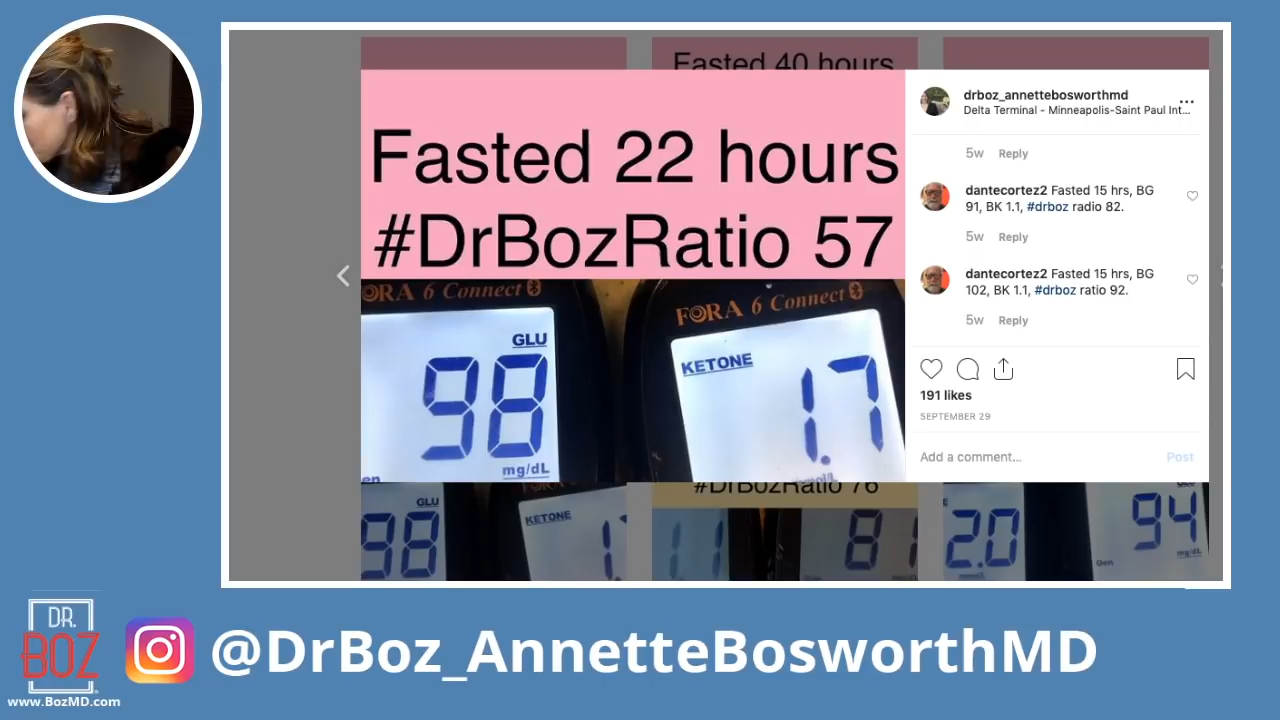 Fasted 40 hours
Fasted 22 hours
#DrBozRatio 57
FORA 6 Connect
GLU
98
mg/dL
FORA 6 Connect
KETONE
1.7
drboz_annettebosworthmd
Delta Terminal - Minneapolis-Saint Paul Int...
5w Reply
dantecortez2 Fasted 15 hrs, BG
91, BK 1.1, #drboz radio 82.
5w Reply
dantecortez2 Fasted 15 hrs, BG
102, BK 1.1, #drboz ratio 92.
5w Reply
191 likes
SEPTEMBER 29
Add a comment... Post
#DrBozRatio 76
GLU
98
KETONE
2.0
94
mg/dL
DR.
BOZ
www.BozMD.com
@DrBoz_AnnetteBosworthMD